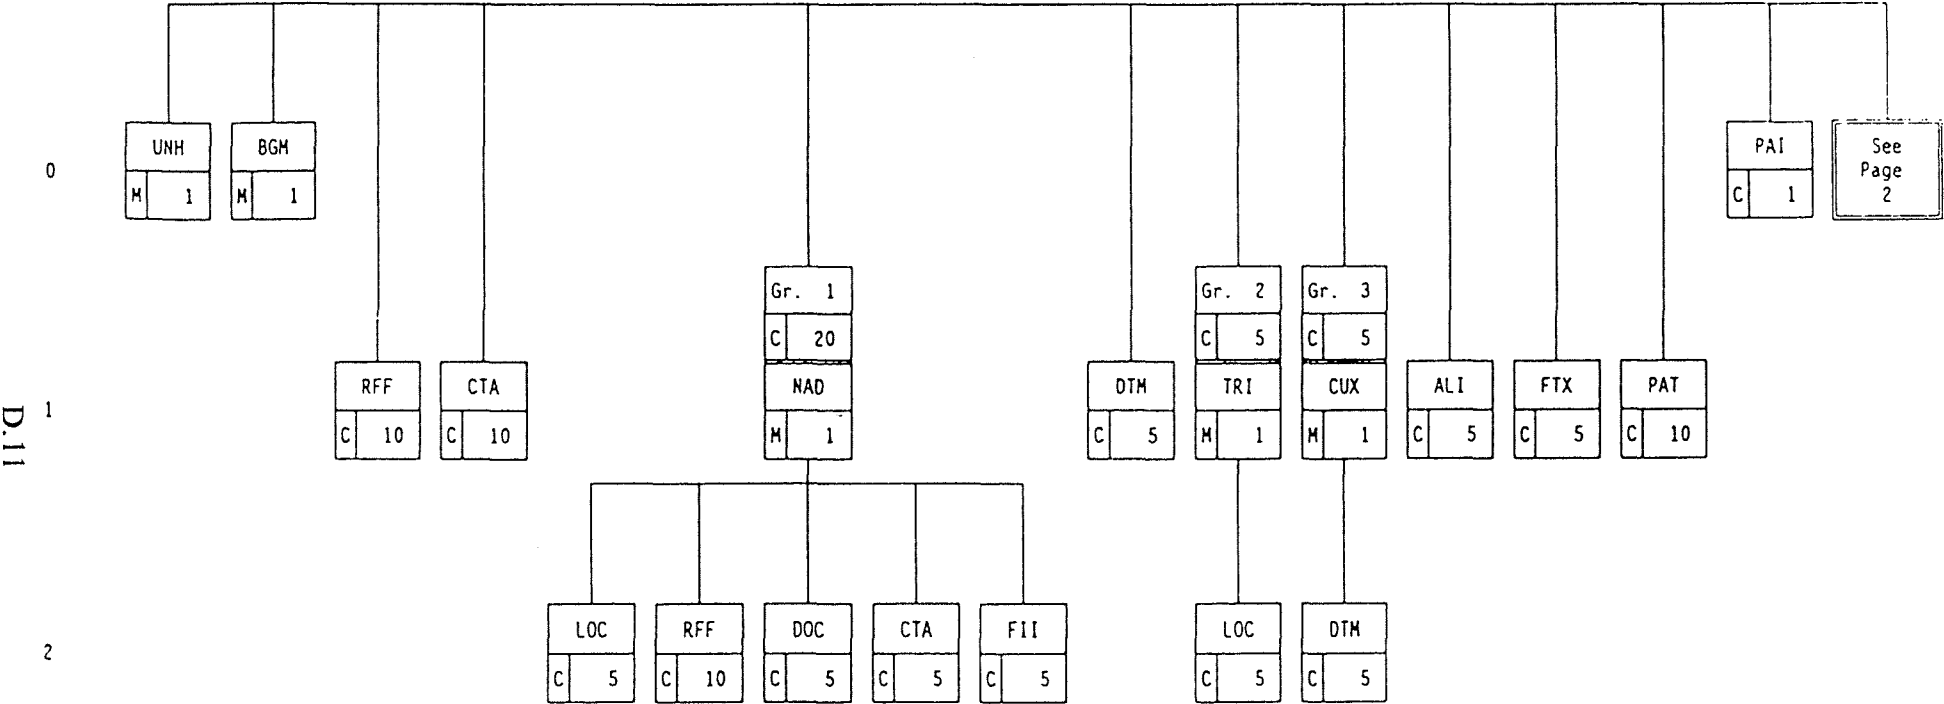 0
UNH
M 1
BGM
M 1
PAI
C 1
See
Page
2
D.11
1
RFF
C 10
CTA
C 10
Gr. 1
C 20
NAD
M 1
DTM
C 5
Gr. 2
C 5
TRI
M 1
Gr. 3
C 5
CUX
M 1
ALI
C 5
FTX
C 5
PAT
C 10
2
LOC
C 5
RFF
C 10
DOC
C 5
CTA
C 5
FII
C 5
LOC
C 5
DTM
C 5